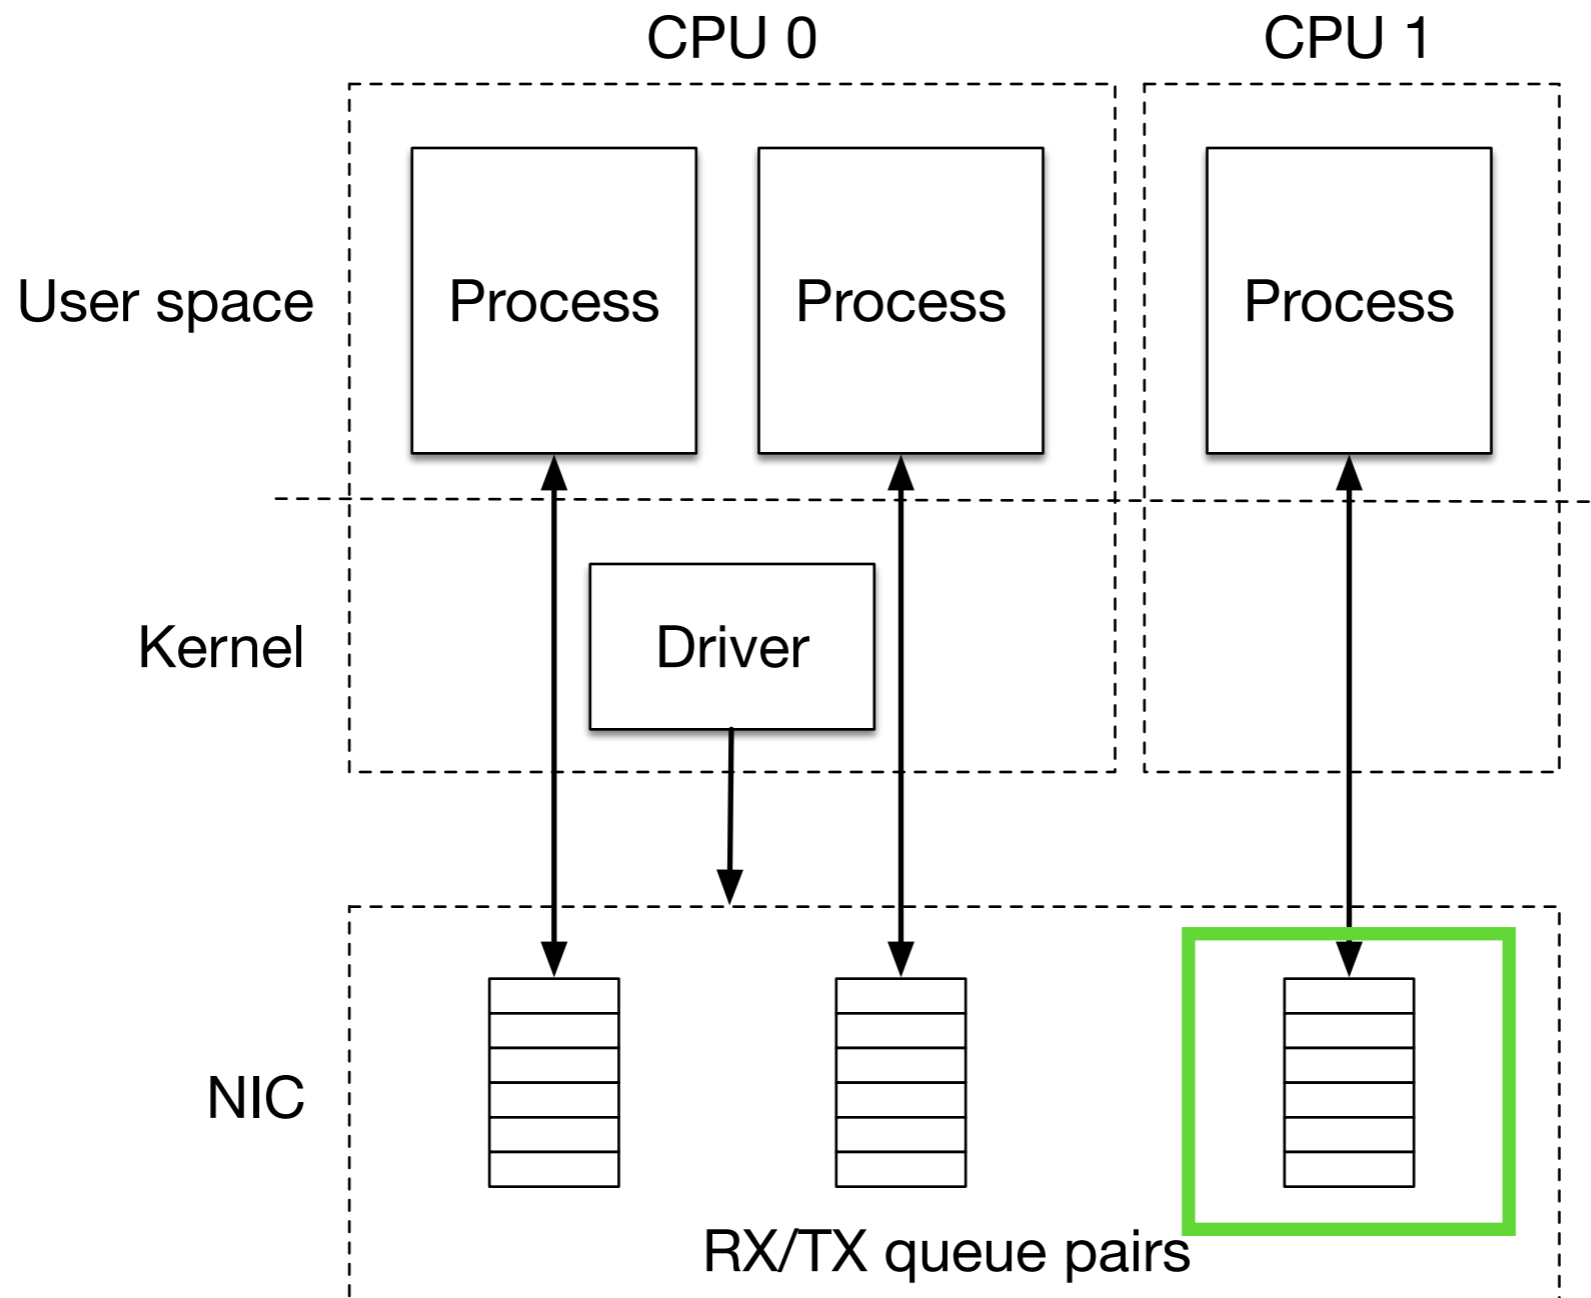 CPU 0
CPU 1
User space
Process
Process
Process
Kernel
Driver
NIC
RX/TX queue pairs